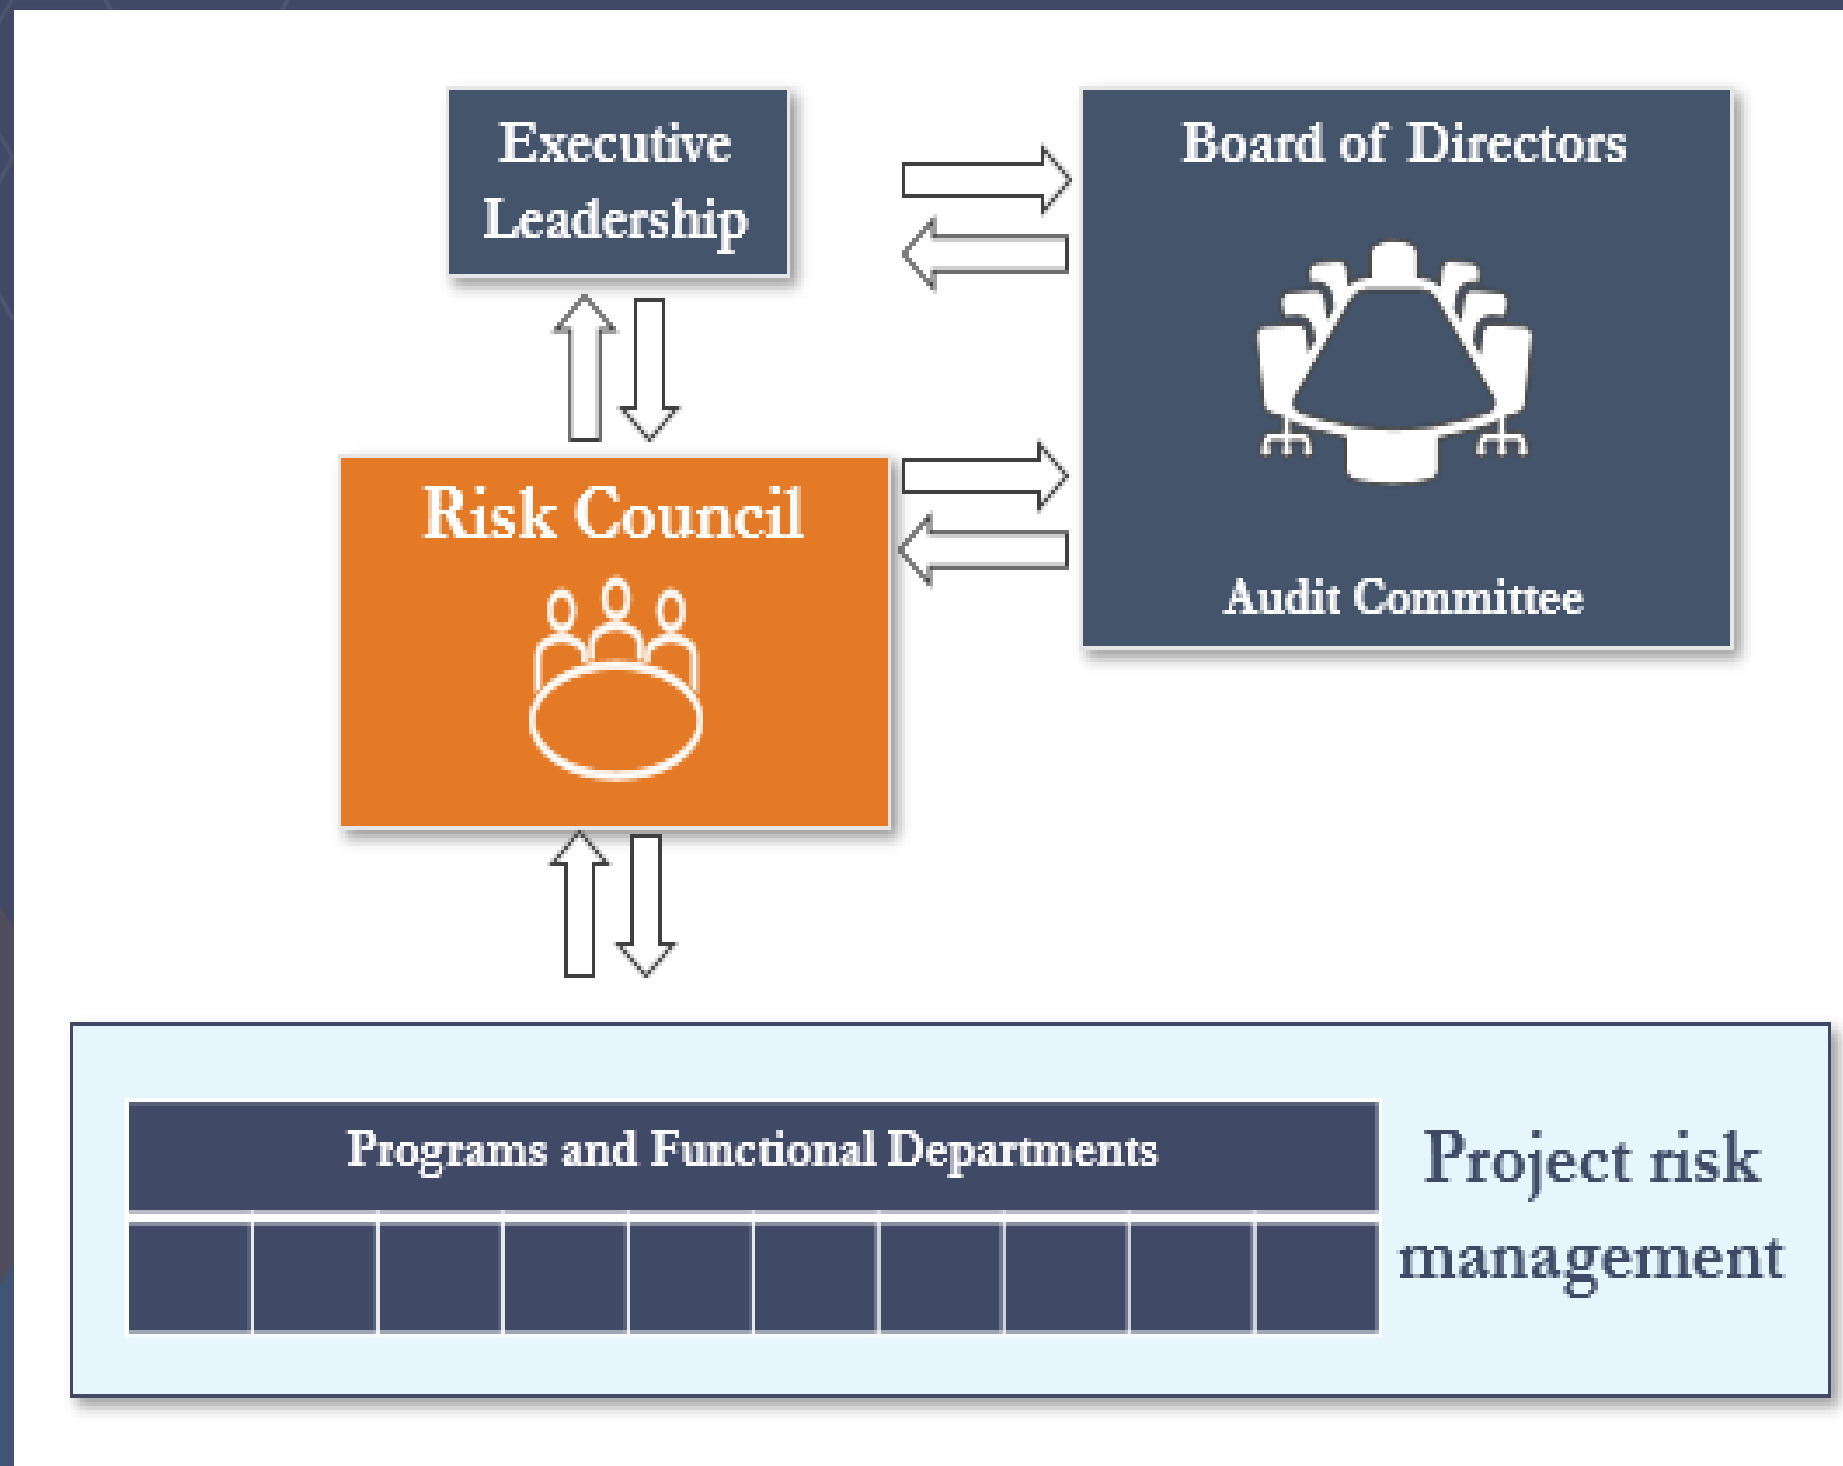 Executive
Leadership
Board of Directors
Risk Council
Audit Committee
Programs and Functional Departments
Project risk
management